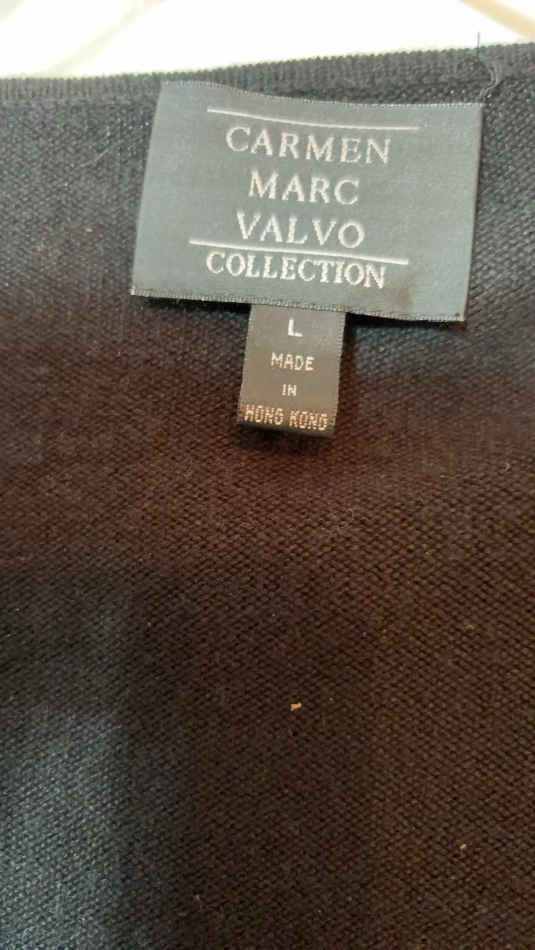 CARMEN
MARC
VALVO
COLLECTION
L
MADE
IN
HONG KONG